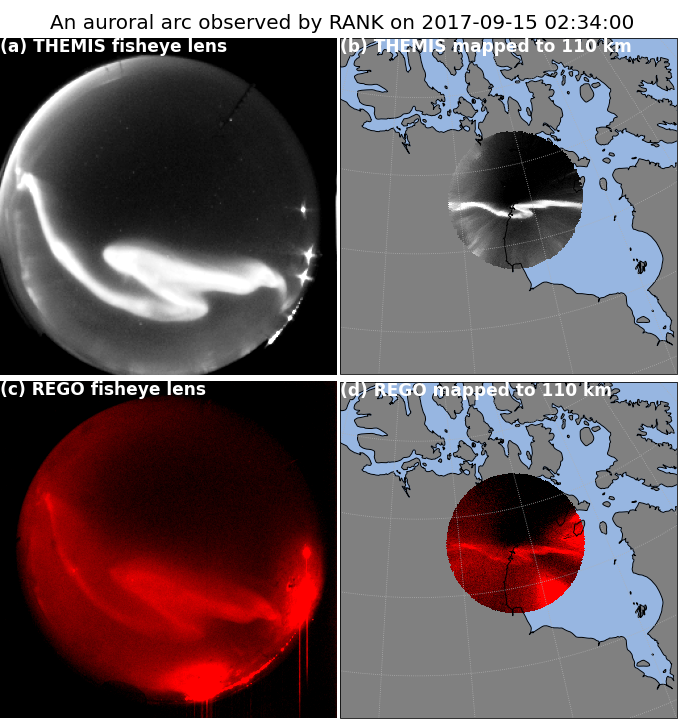 An auroral arc observed by RANK on 2017-09-15 02:34:00
(a) THEMIS fisheye lens
(b) THEMIS mapped to 110 km
(c) REGO fisheye lens
(d) REGO mapped to 110 km